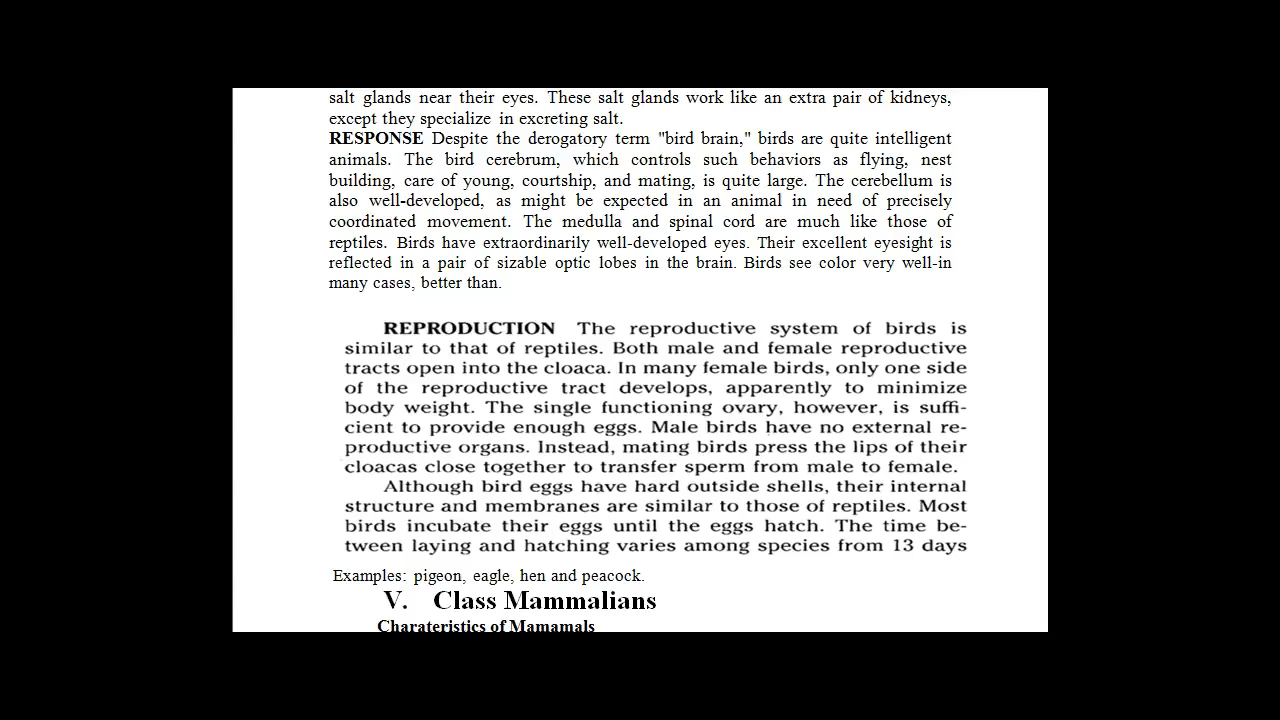 salt glands near their eyes. These salt glands work like an extra pair of kidneys,
except they specialize in excreting salt.
RESPONSE Despite the derogatory term "bird brain," birds are quite intelligent
animals. The bird cerebrum, which controls such behaviors as flying, nest
building, care of young, courtship, and mating, is quite large. The cerebellum is
also well-developed, as might be expected in an animal in need of precisely
coordinated movement. The medulla and spinal cord are much like those of
reptiles. Birds have extraordinarily well-developed eyes. Their excellent eyesight is
reflected in a pair of sizable optic lobes in the brain. Birds see color very well-in
many cases, better than.
REPRODUCTION The reproductive system of birds is
similar to that of reptiles. Both male and female reproductive
tracts open into the cloaca. In many female birds, only one side
of the reproductive tract develops, apparently to minimize
body weight. The single functioning ovary, however, is suffi-
cient to provide enough eggs. Male birds have no external re-
productive organs. Instead, mating birds press the lips of their
cloacas close together to transfer sperm from male to female.
Although bird eggs have hard outside shells, their internal
structure and membranes are similar to those of reptiles. Most
birds incubate their eggs until the eggs hatch. The time be-
tween laying and hatching varies among species from 13 days
Examples: pigeon, eagle, hen and peacock.
V. Class Mammalians
Charateristics of Mamamals